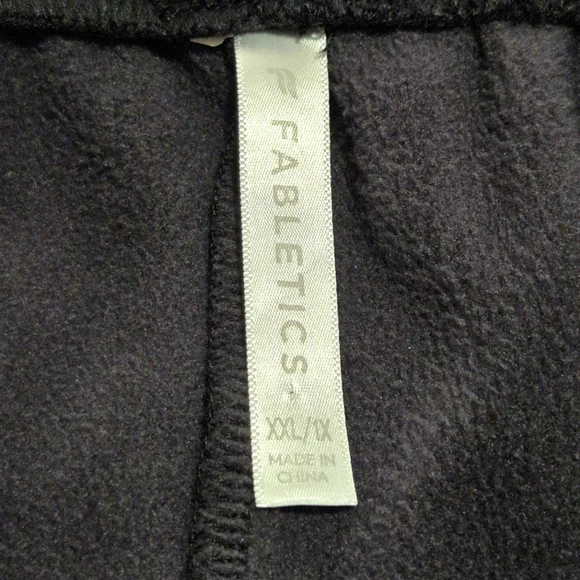 FABLETICS
XXL/1X
MADE IN
CHINA